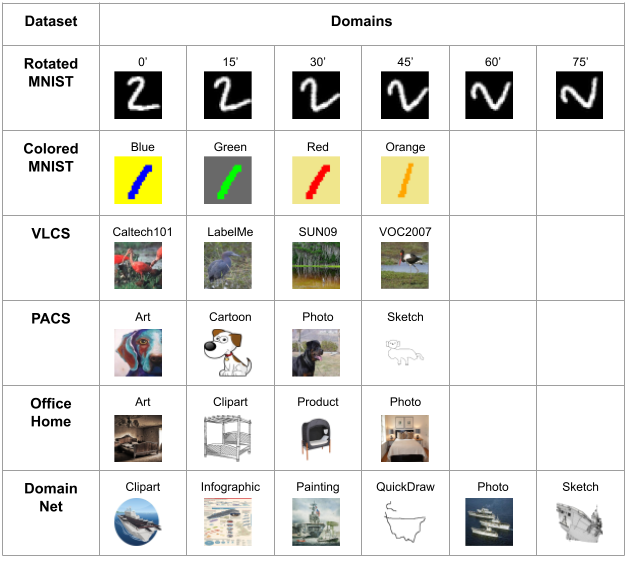 Dataset Domains
Rotated MNIST 0' 15' 30' 45' 60' 75'
Colored MNIST Blue Green Red Orange
VLCS Caltech101 LabelMe SUN09 VOC2007
PACS Art Cartoon Photo Sketch
Office Home Art Clipart Product Photo
Domain Net Clipart Infographic Painting QuickDraw Photo Sketch